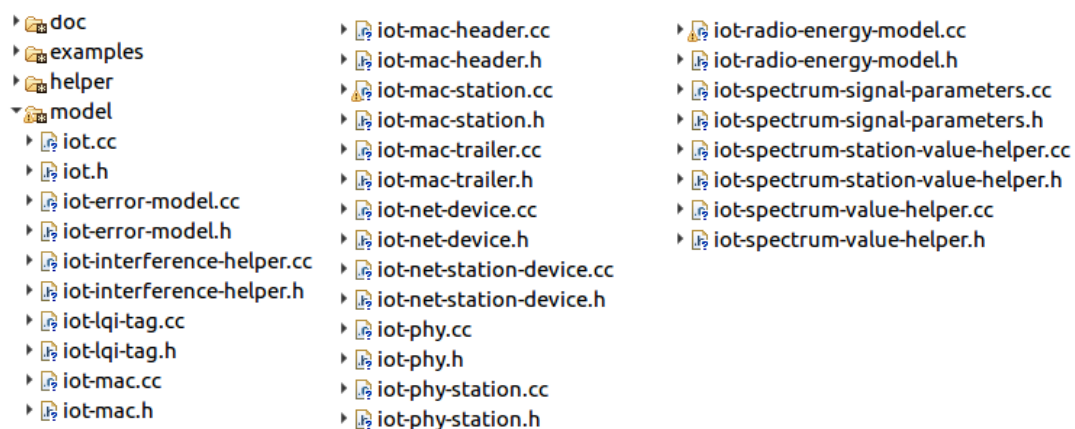 doc
examples
helper
model
iot.cc
iot.h
iot-error-model.cc
iot-error-model.h
iot-interference-helper.cc
iot-interference-helper.h
iot-lqi-tag.cc
iot-lqi-tag.h
iot-mac.cc
iot-mac.h
iot-mac-header.cc
iot-mac-header.h
iot-mac-station.cc
iot-mac-station.h
iot-mac-trailer.cc
iot-mac-trailer.h
iot-net-device.cc
iot-net-device.h
iot-net-station-device.cc
iot-net-station-device.h
iot-phy.cc
iot-phy.h
iot-phy-station.cc
iot-phy-station.h
iot-radio-energy-model.cc
iot-radio-energy-model.h
iot-spectrum-signal-parameters.cc
iot-spectrum-signal-parameters.h
iot-spectrum-station-value-helper.cc
iot-spectrum-station-value-helper.h
iot-spectrum-value-helper.cc
iot-spectrum-value-helper.h